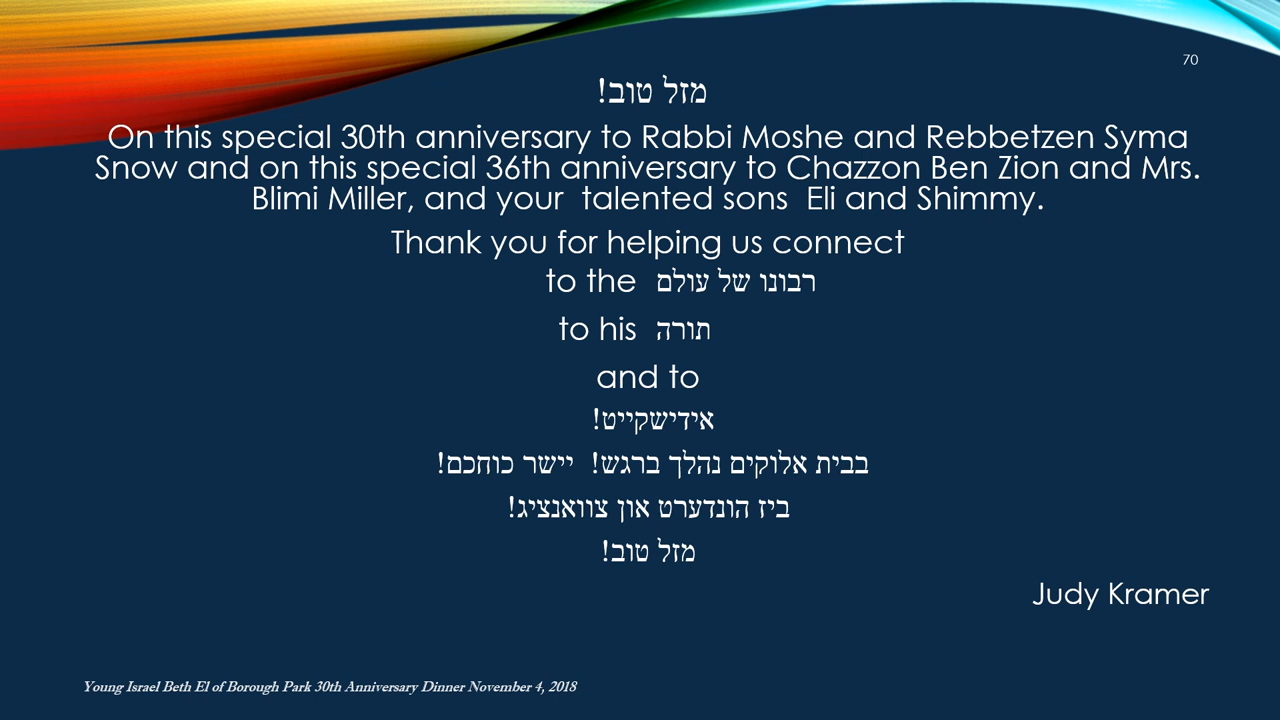 70
מזל טוב!
On this special 30th anniversary to Rabbi Moshe and Rebbetzen Syma
Snow and on this special 36th anniversary to Chazzon Ben Zion and Mrs.
Blimi Miller, and your talented sons Eli and Shimmy.
Thank you for helping us connect
to the רבונו של עולם
to his תורה
and to
אידישקייט!
בבית אלוקים נהלך ברגש! יישר כוחכם!
ביז הונדערט און צוואנציג!
מזל טוב!
Judy Kramer
Young Israel Beth El of Borough Park 30th Anniversary Dinner November 4, 2018